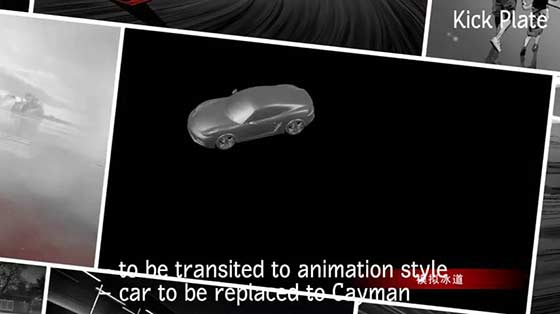 Kick Plate
to be transited to animation style
模拟冰道
car to be replaced to Cayman